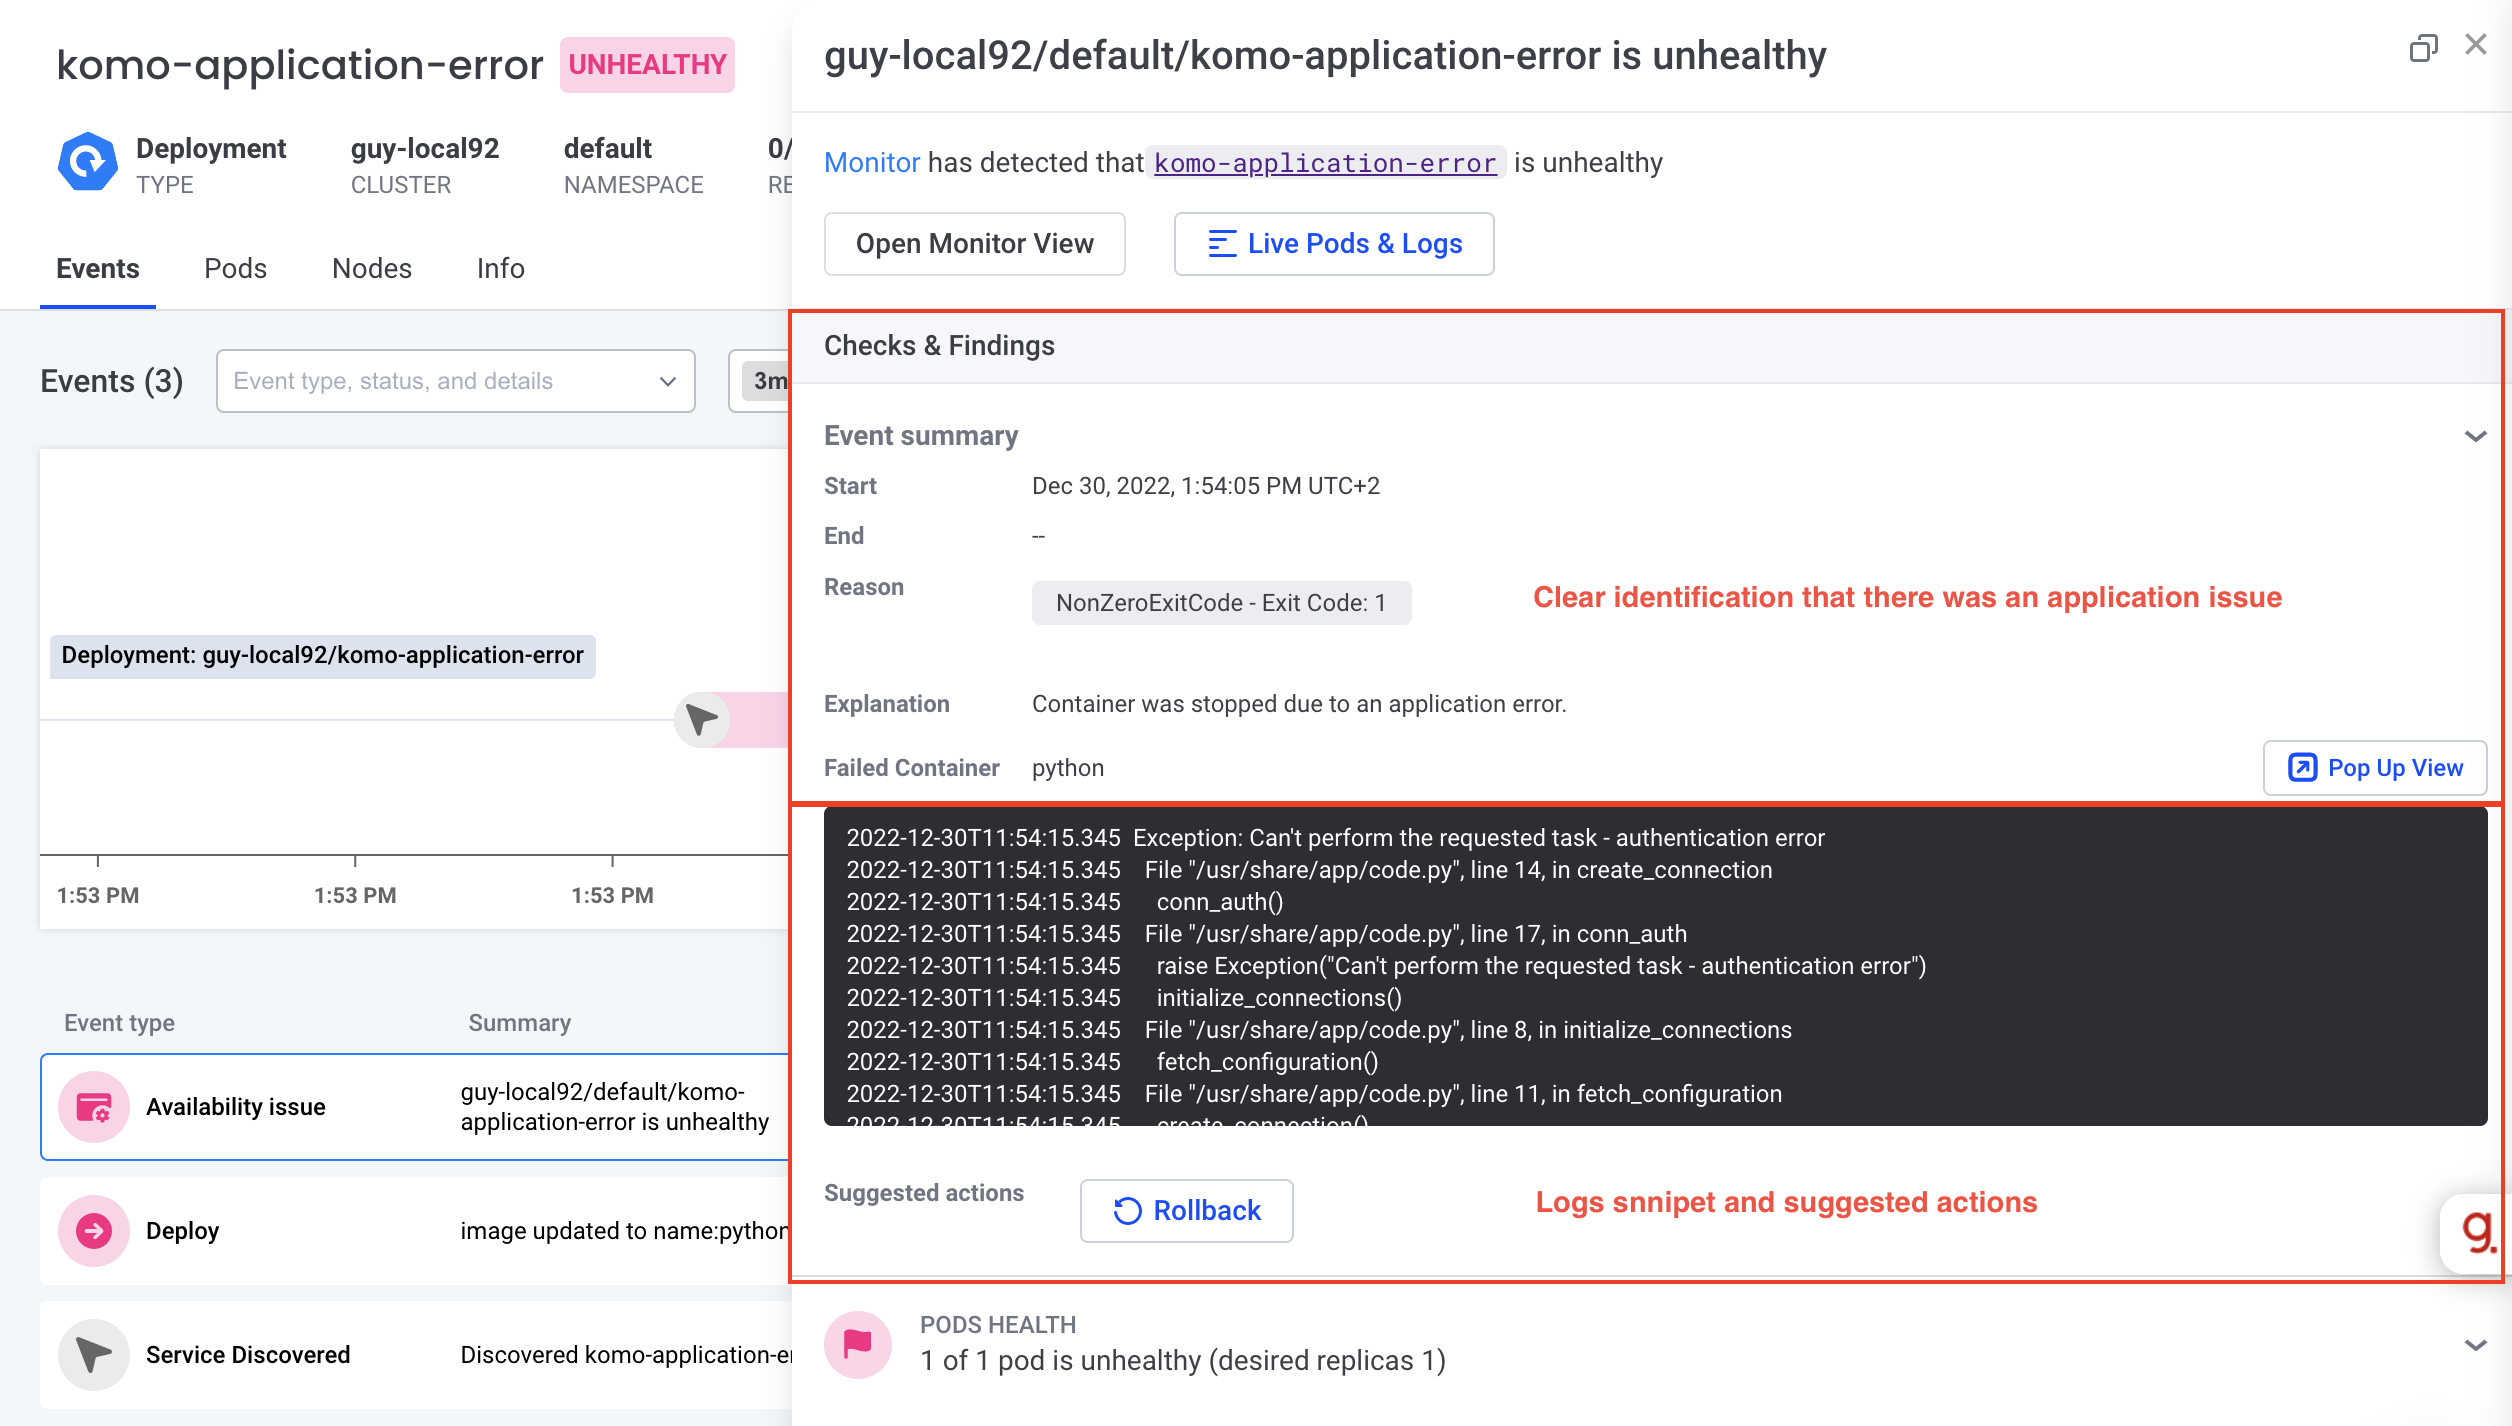 komo-application-error UNHEALTHY
Deployment guy-local92 default 0/
TYPE CLUSTER NAMESPACE RE
Events Pods Nodes Info
Events (3) Event type, status, and details 3m
Deployment: guy-local92/komo-application-error
1:53 PM 1:53 PM 1:53 PM
Event type Summary
Availability issue
guy-local92/default/komo-
application-error is unhealthy
Deploy image updated to name:python
Service Discovered Discovered komo-application-e
guy-local92/default/komo-application-error is unhealthy
Monitor has detected that komo-application-error is unhealthy
Open Monitor View Live Pods & Logs
Checks & Findings
Event summary
Start Dec 30, 2022, 1:54:05 PM UTC+2
End --
Reason NonZeroExitCode - Exit Code: 1
Clear identification that there was an application issue
Explanation Container was stopped due to an application error.
Failed Container python
Pop Up View
2022-12-30T11:54:15.345 Exception: Can't perform the requested task - authentication error
2022-12-30T11:54:15.345 File "/usr/share/app/code.py", line 14, in create_connection
2022-12-30T11:54:15.345 conn_auth()
2022-12-30T11:54:15.345 File "/usr/share/app/code.py", line 17, in conn_auth
2022-12-30T11:54:15.345 raise Exception("Can't perform the requested task - authentication error")
2022-12-30T11:54:15.345 initialize_connections()
2022-12-30T11:54:15.345 File "/usr/share/app/code.py", line 8, in initialize_connections
2022-12-30T11:54:15.345 fetch_configuration()
2022-12-30T11:54:15.345 File "/usr/share/app/code.py", line 11, in fetch_configuration
2022-12-30T11:54:15.345 create_connection()
Suggested actions Rollback
Logs snnipet and suggested actions
g.
PODS HEALTH
1 of 1 pod is unhealthy (desired replicas 1)